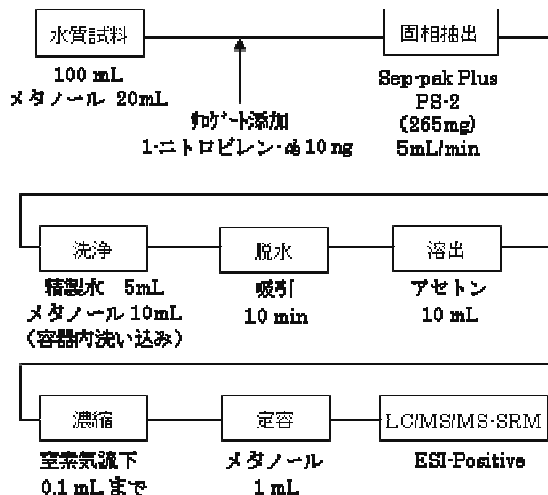 水質試料
100 mL
メタノール 20mL
サロゲート添加
1-ニトロピレン-d9 10 ng
固相抽出
Sep-pak Plus
PS-2
(265mg)
5mL/min
洗浄
精製水 5mL
メタノール 10mL
(容器内洗い込み)
脱水
吸引
10 min
溶出
アセトン
10 mL
濃縮
窒素気流下
0.1 mL まで
定容
メタノール
1 mL
LC/MS/MS-SRM
ESI-Positive